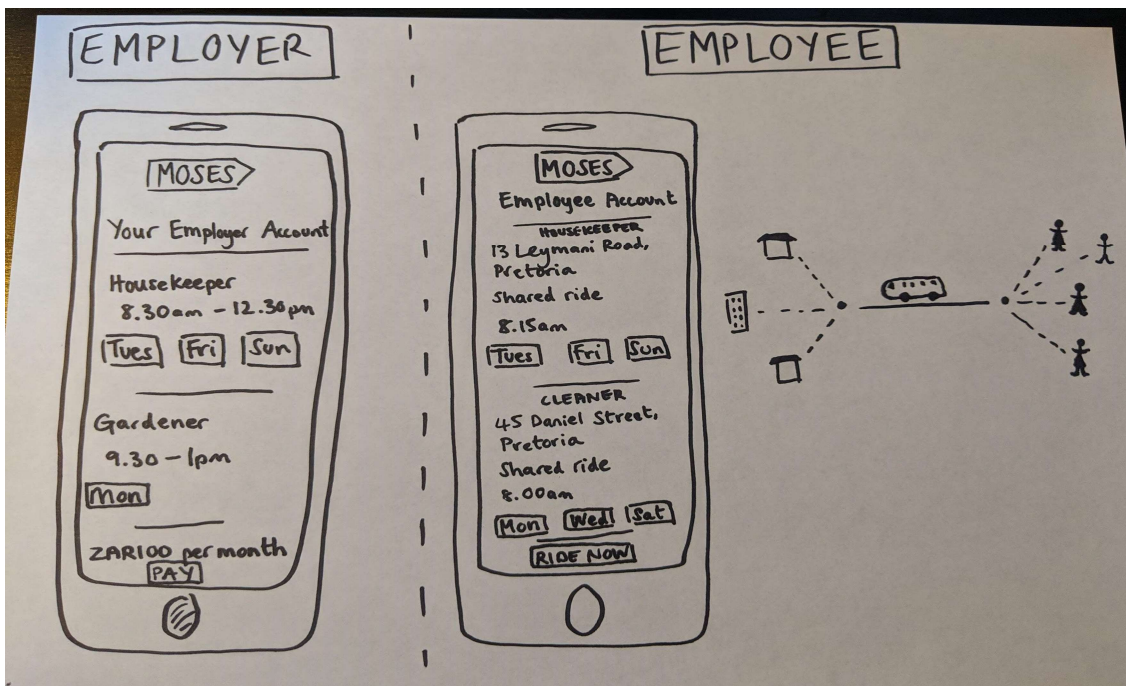 EMPLOYER
MOSES
Your Employer Account
Housekeeper
8.30am - 12.30pm
Tues Fri Sun
Gardener
9.30 - 1pm
Mon
ZAR100 per month
PAY
EMPLOYEE
MOSES
Employee Account
HOUSEKEEPER
13 Leymani Road,
Pretoria
Shared ride
8.15am
Tues Fri Sun
CLEANER
45 Daniel Street,
Pretoria
Shared ride
8.00am
Mon Wed Sat
RIDE NOW